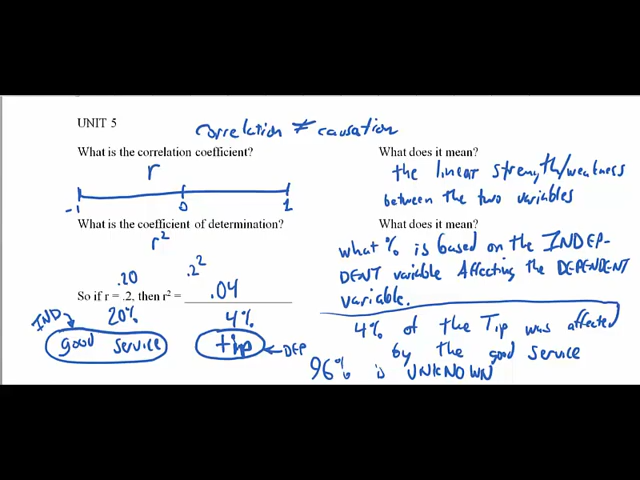 UNIT 5
correlation ≠ causation
What is the correlation coefficient?
r
-1 0 1
What does it mean?
the linear strength/weakness
between the two variables
What is the coefficient of determination?
r²
What does it mean?
what % is based on the INDEP-
DENT variable Affecting the DEPENDENT
variable.
.20 .2²
So if r = .2, then r² = .04
20% 4%
IND
good service
tip
DEP
4% of the Tip was affected
by the good service
96% is UNKNOWN